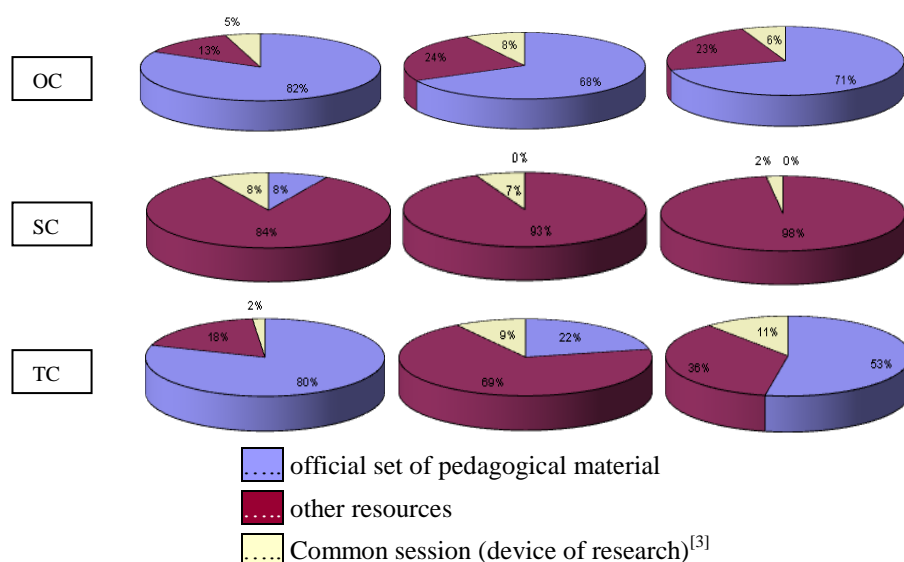 5% 8% 6%
13% 24% 23%
OC 82% 68% 71%
0% 2% 0%
8% 8% 7%
SC 84% 93% 98%
2%
18% 9% 22% 11%
TC 80% 69% 36% 53%
..... official set of pedagogical material
..... other resources
..... Common session (device of research)[3]